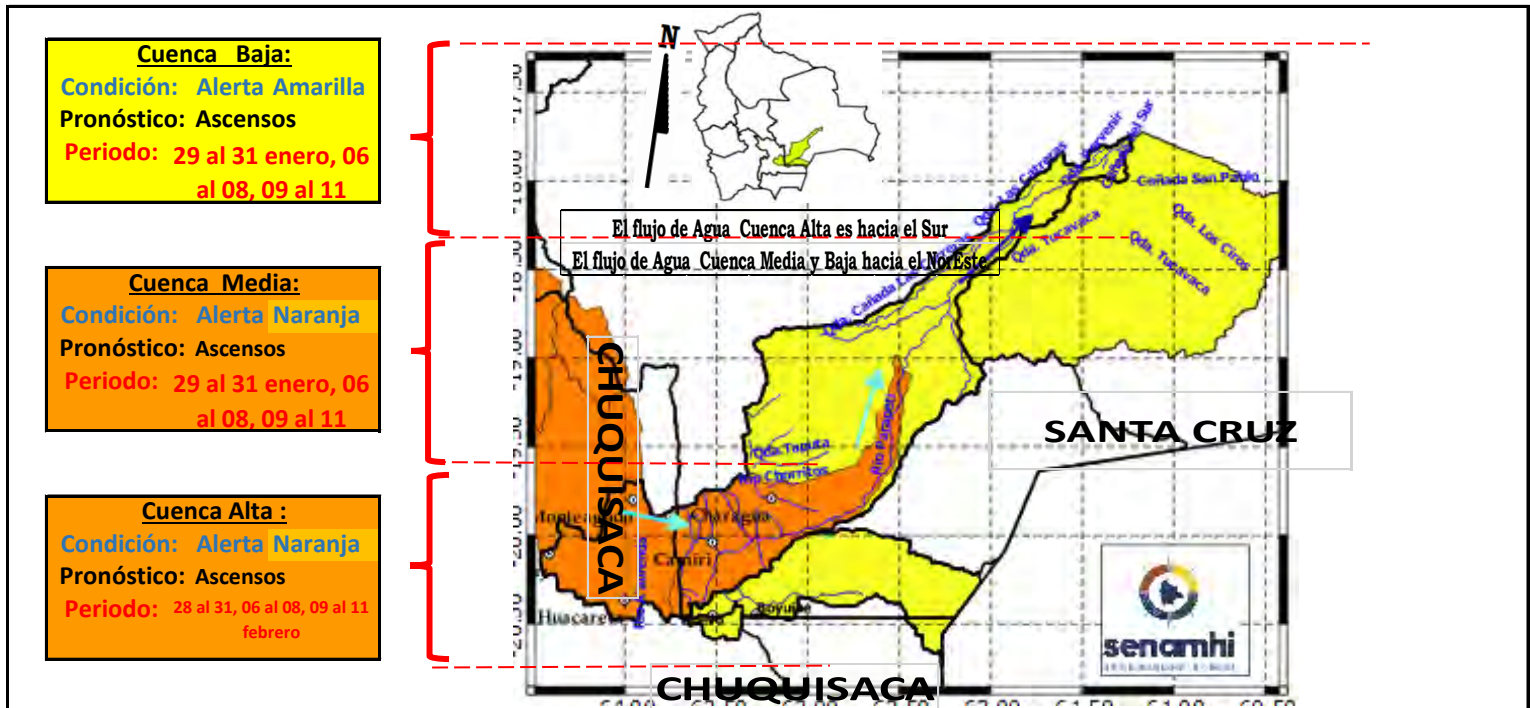 Cuenca Baja:
Condición: Alerta Amarilla
Pronóstico: Ascensos
Periodo: 29 al 31 enero, 06
al 08, 09 al 11
Cuenca Media:
Condición: Alerta Naranja
Pronóstico: Ascensos
Periodo: 29 al 31 enero, 06
al 08, 09 al 11
Cuenca Alta :
Condición: Alerta Naranja
Pronóstico: Ascensos
Periodo: 28 al 31, 06 al 08, 09 al 11
febrero
N
El flujo de Agua Cuenca Alta es hacia el Sur
El flujo de Agua Cuenca Media y Baja hacia el NorEste
Cañada San Pablo
Qda. Los Ciros
Qda. Tucavaca
Qda. Tucavaca
CHUQUISACA
SANTA CRUZ
Rio Parapeti
Charagua
Camiri
CHUQUISACA
senamhi